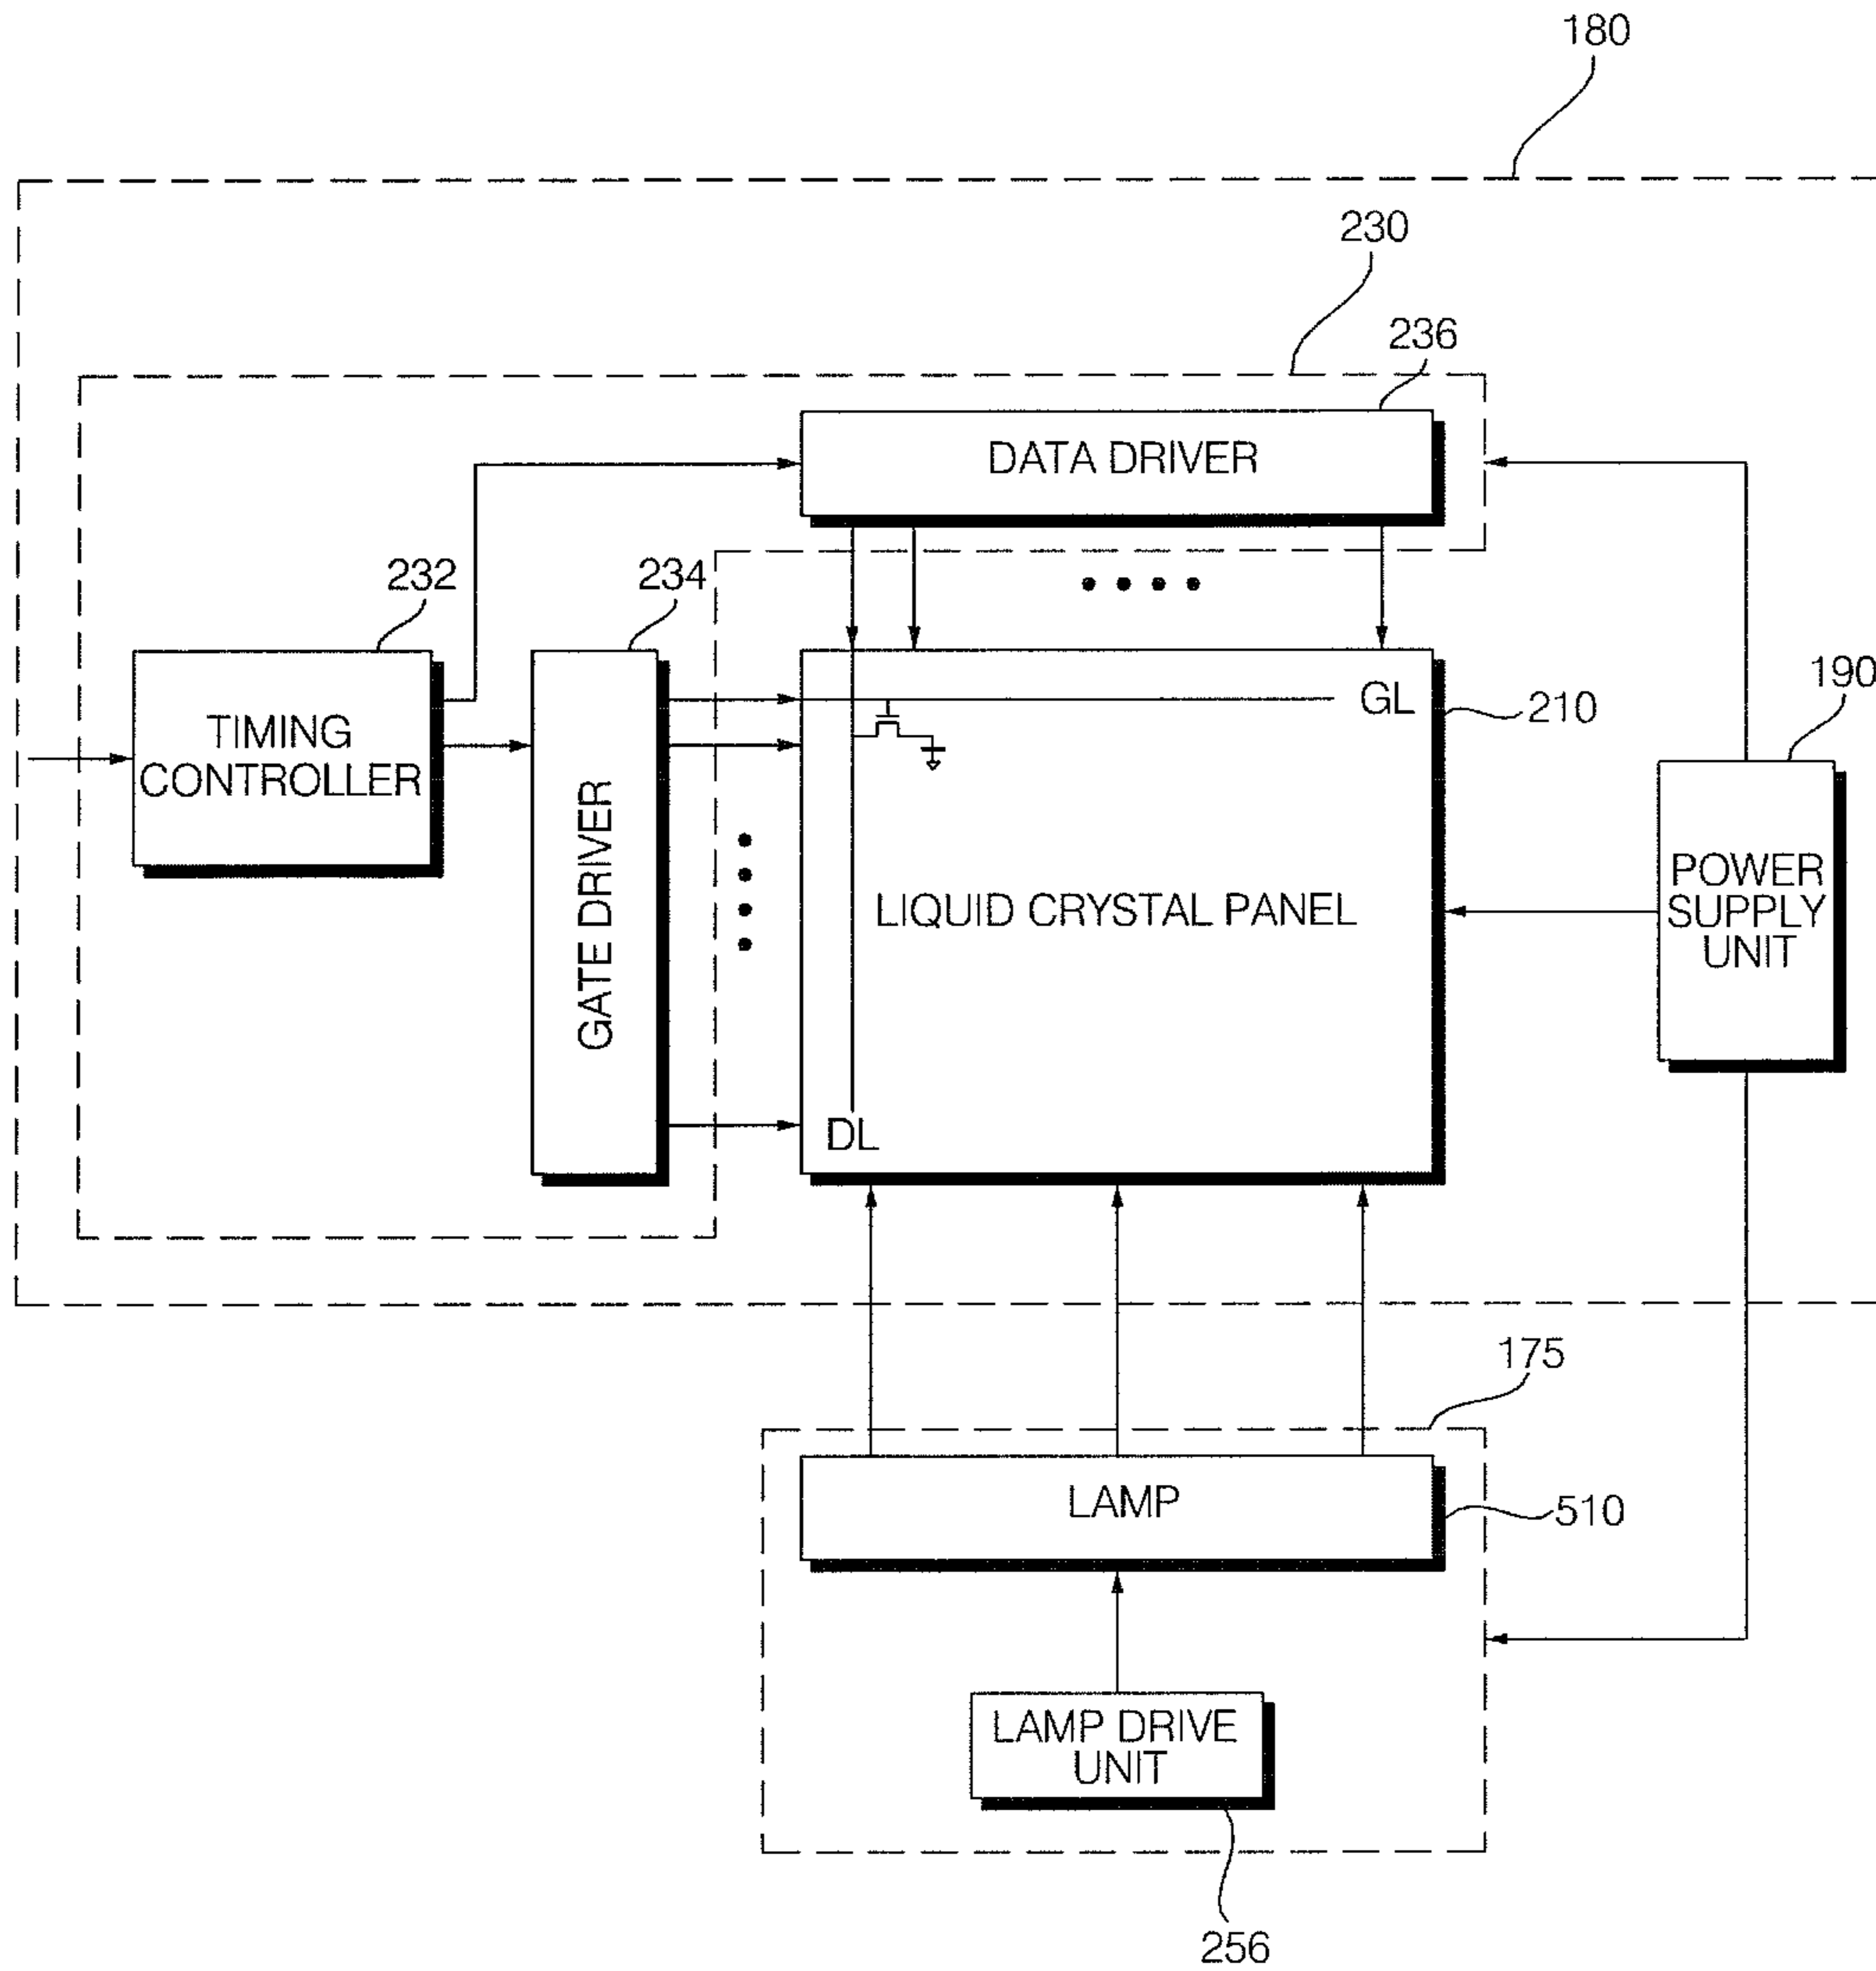 180
230
236
DATA DRIVER
232
234
190
GL
210
TIMING
CONTROLLER
GATE DRIVER
LIQUID CRYSTAL PANEL
POWER
SUPPLY
UNIT
DL
175
LAMP
510
LAMP DRIVE
UNIT
256